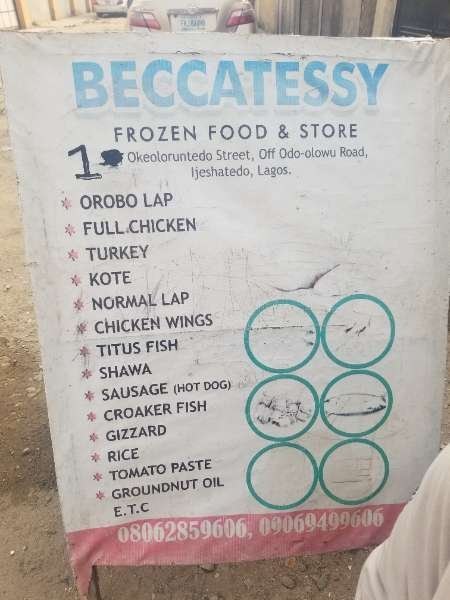 BECCATESSY
FROZEN FOOD & STORE
1 Okeoloruntedo Street, Off Odo-olowu Road,
Ijeshatedo, Lagos.
OROBO LAP
FULL CHICKEN
TURKEY
KOTE
NORMAL LAP
CHICKEN WINGS
TITUS FISH
SHAWA
SAUSAGE (HOT DOG)
CROAKER FISH
GIZZARD
RICE
TOMATO PASTE
GROUNDNUT OIL
E.T.C
08062859606, 09069499606